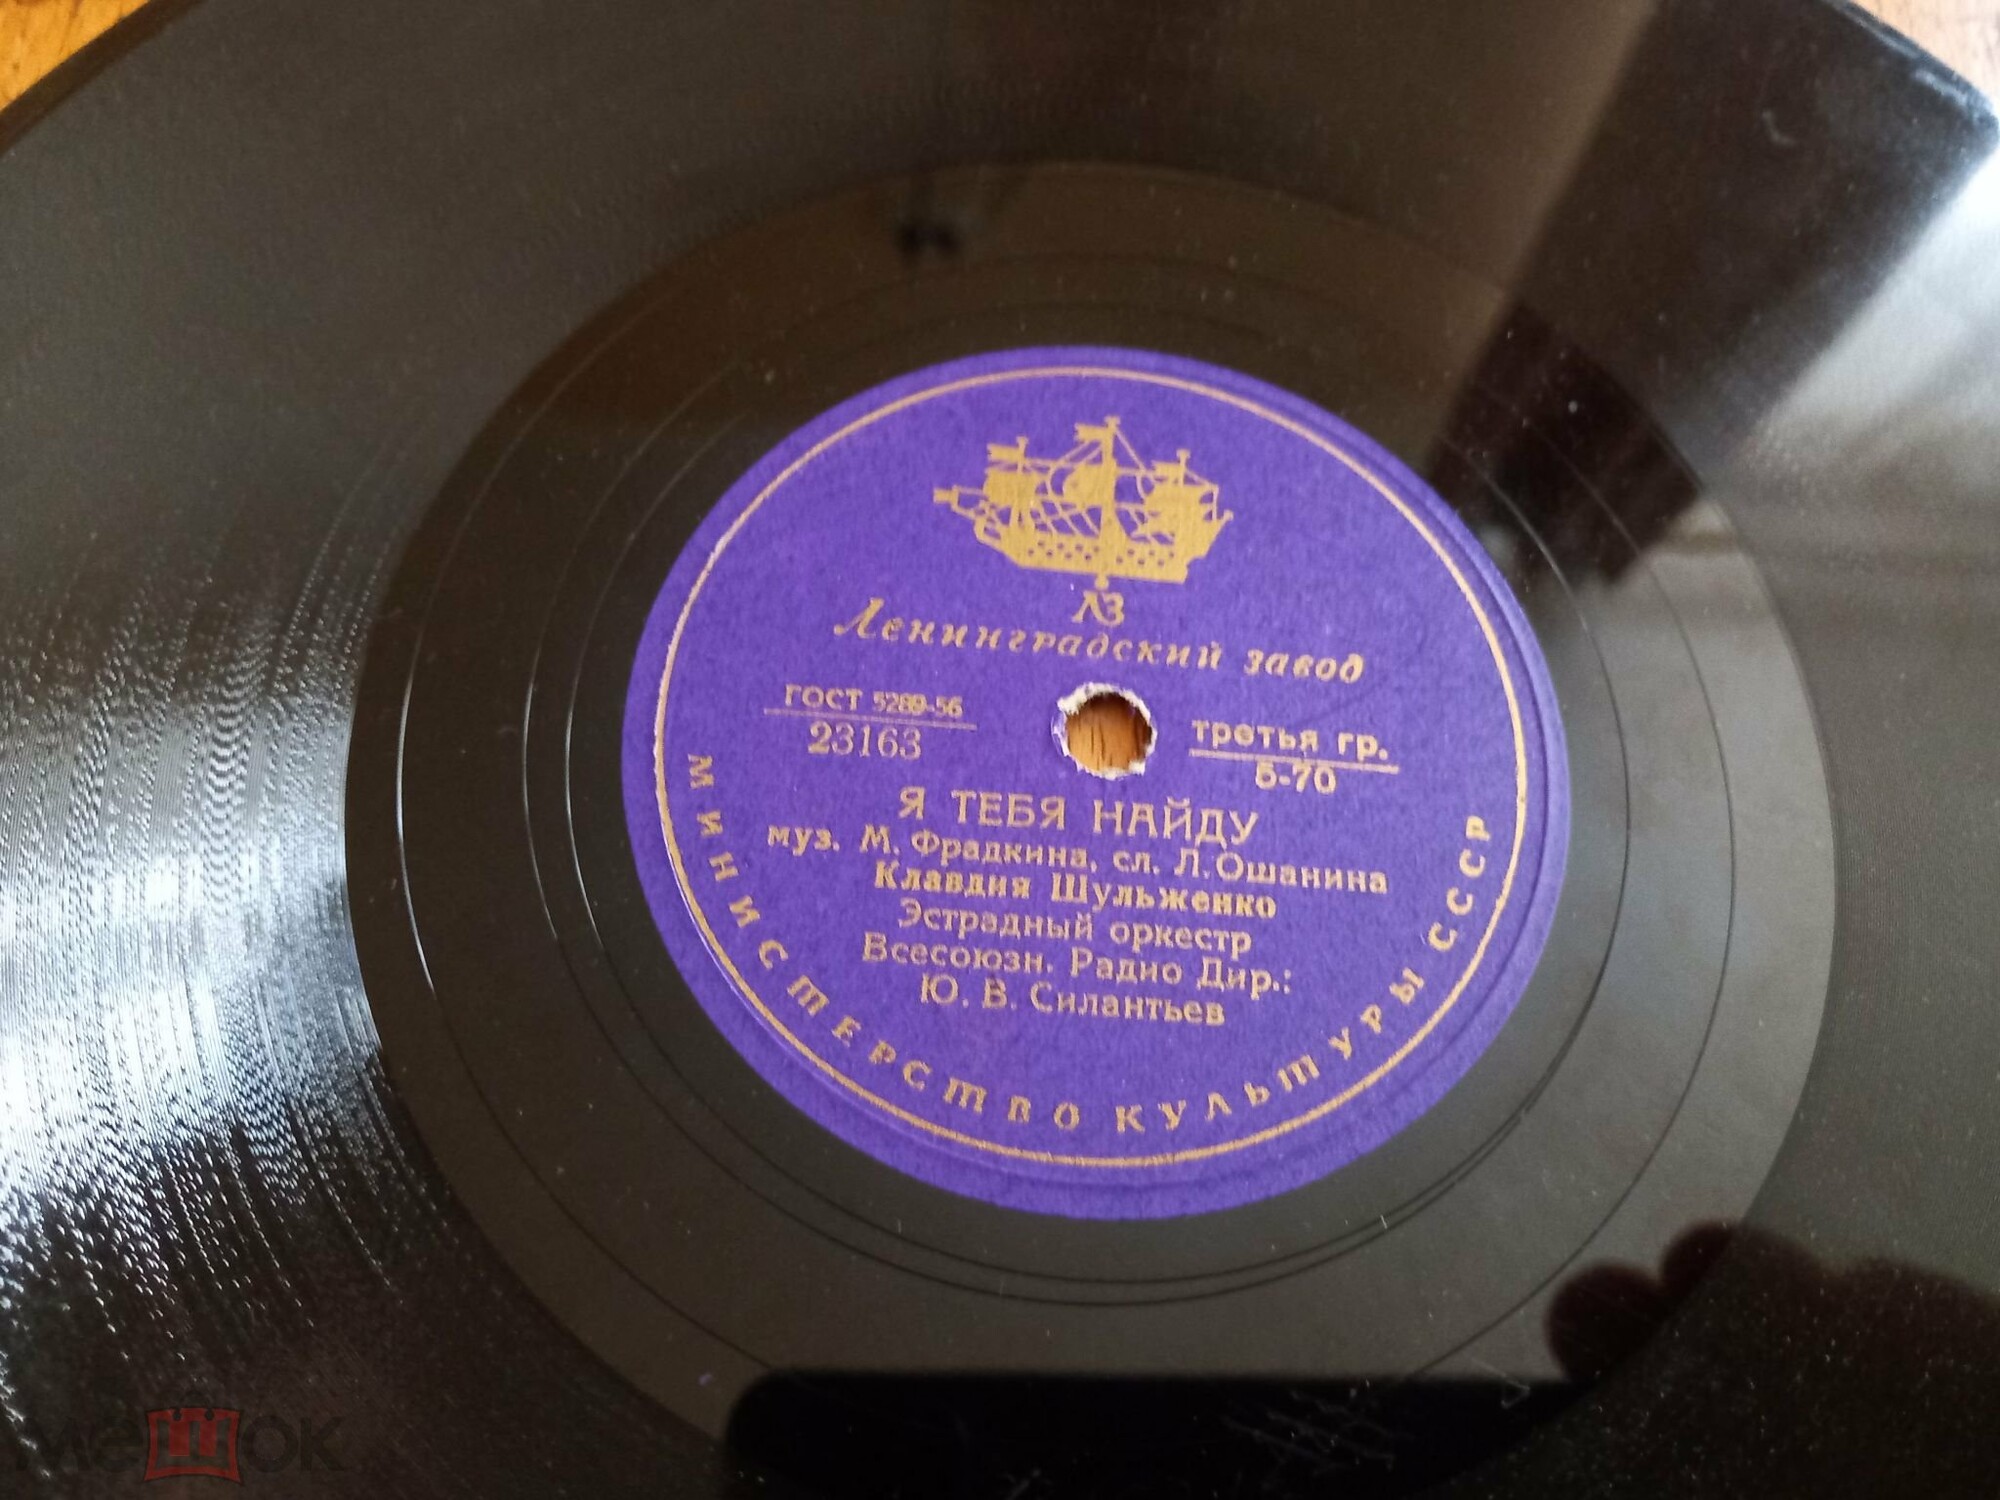 ЛЗ
Ленинградский завод
ГОСТ 5289-56
23163
третья гр.
5-70
Я ТЕБЯ НАЙДУ
муз. М. Фрадкина, сл. Л. Ошанина
Клавдия Шульженко
Эстрадный оркестр
Всесоюзн. Радио Дир.:
Ю. В. Силантьев
МИНИСТЕРСТВО КУЛЬТУРЫ СССР
мешок